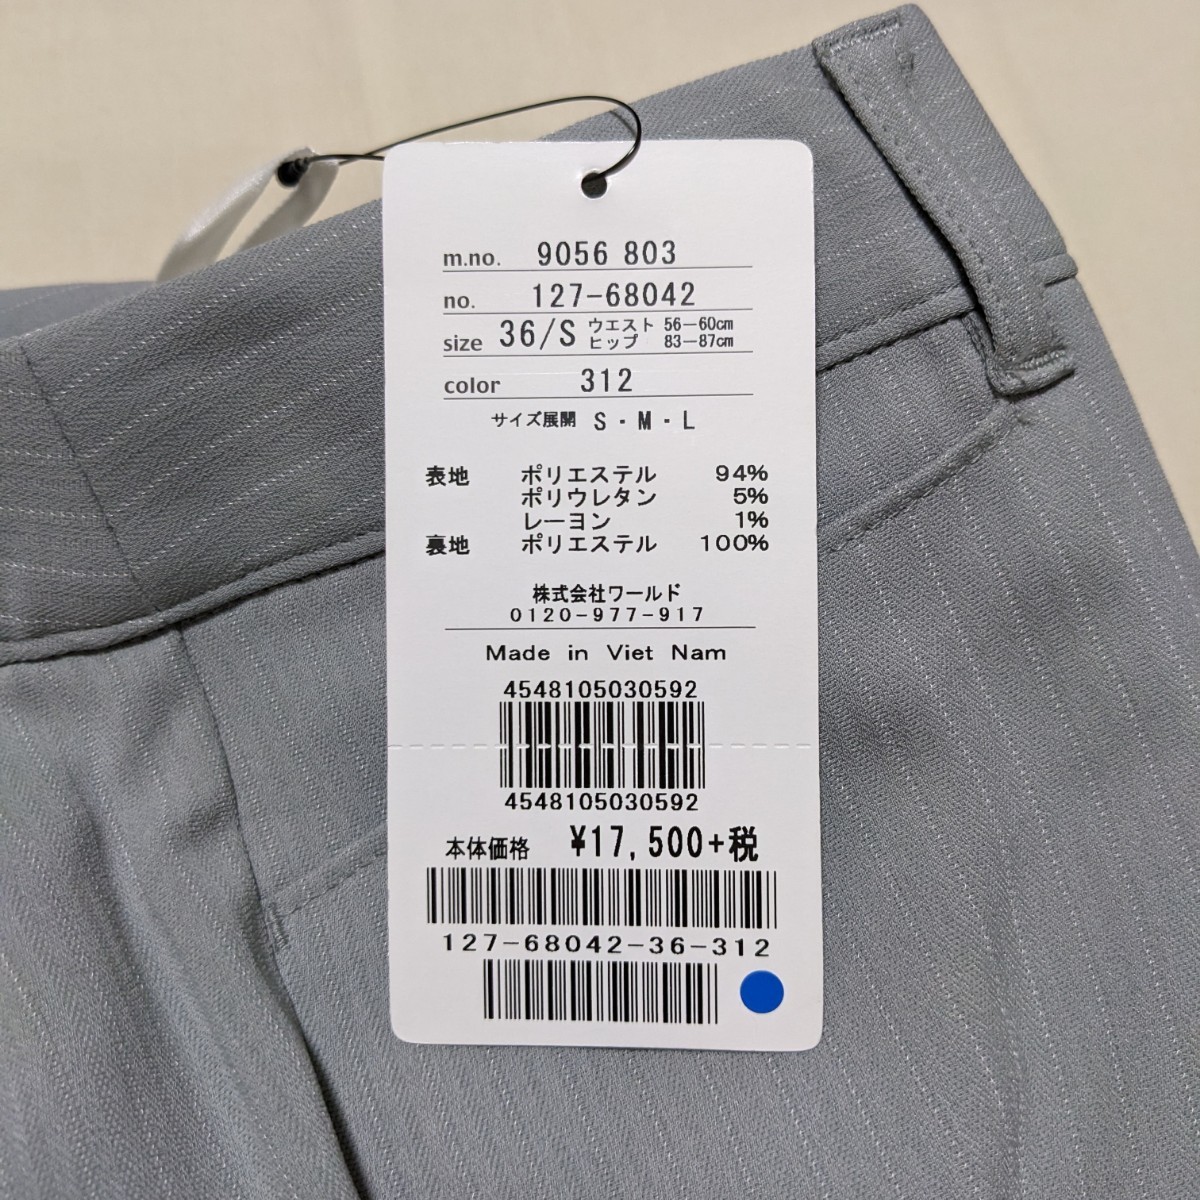 m.no. 9056 803
no. 127-68042
size 36/S ウエスト 56-60cm
ヒップ 83-87cm
color 312
サイズ展開 S・M・L
表地 ポリエステル 94%
ポリウレタン 5%
レーヨン 1%
裏地 ポリエステル 100%
株式会社ワールド
0120-977-917
Made in Viet Nam
4548105030592
4548105030592
本体価格 ¥17,500+税
127-68042-36-312